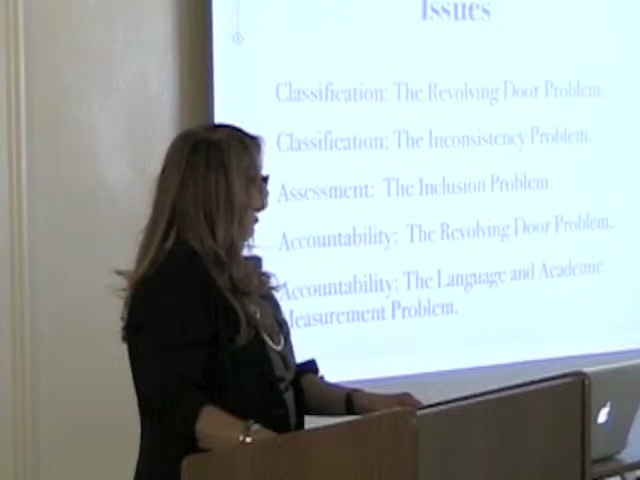 Issues
Classification: The Revolving Door Problem.
Classification: The Inconsistency Problem.
Assessment: The Inclusion Problem.
Accountability: The Revolving Door Problem.
Accountability: The Language and Academic
Measurement Problem.